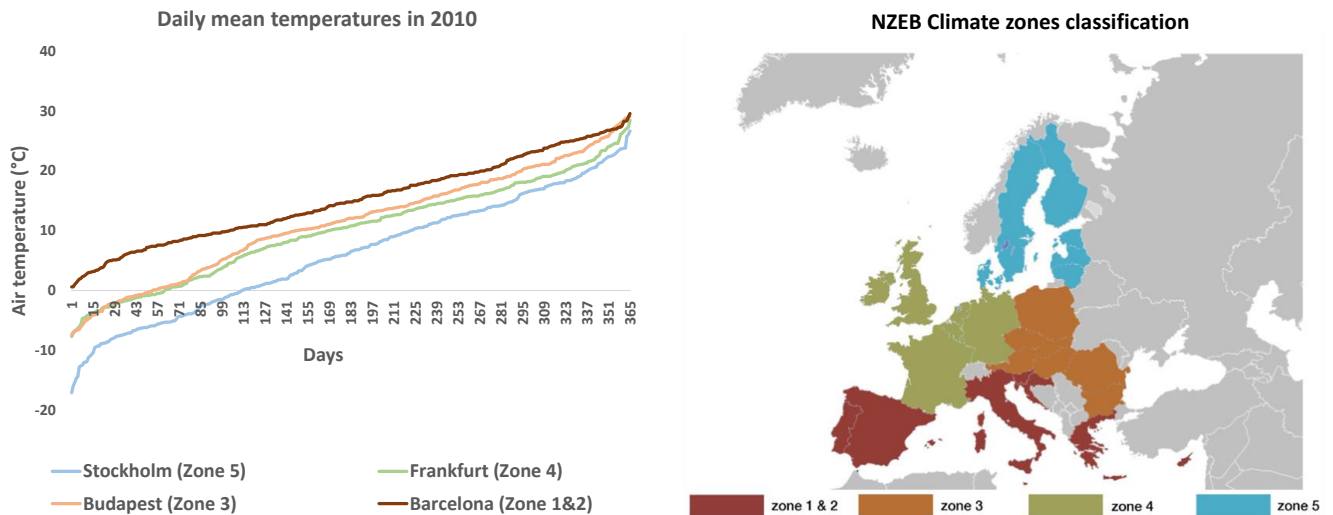 Daily mean temperatures in 2010
40
30
20
10
0
-10
-20
Air temperature (°C)
1 15 29 43 57 71 85 99 113 127 141 155 169 183 197 211 225 239 253 267 281 295 309 323 337 351 365
Days
Stockholm (Zone 5) Frankfurt (Zone 4)
Budapest (Zone 3) Barcelona (Zone 1&2)
NZEB Climate zones classification
zone 1 & 2 zone 3 zone 4 zone 5